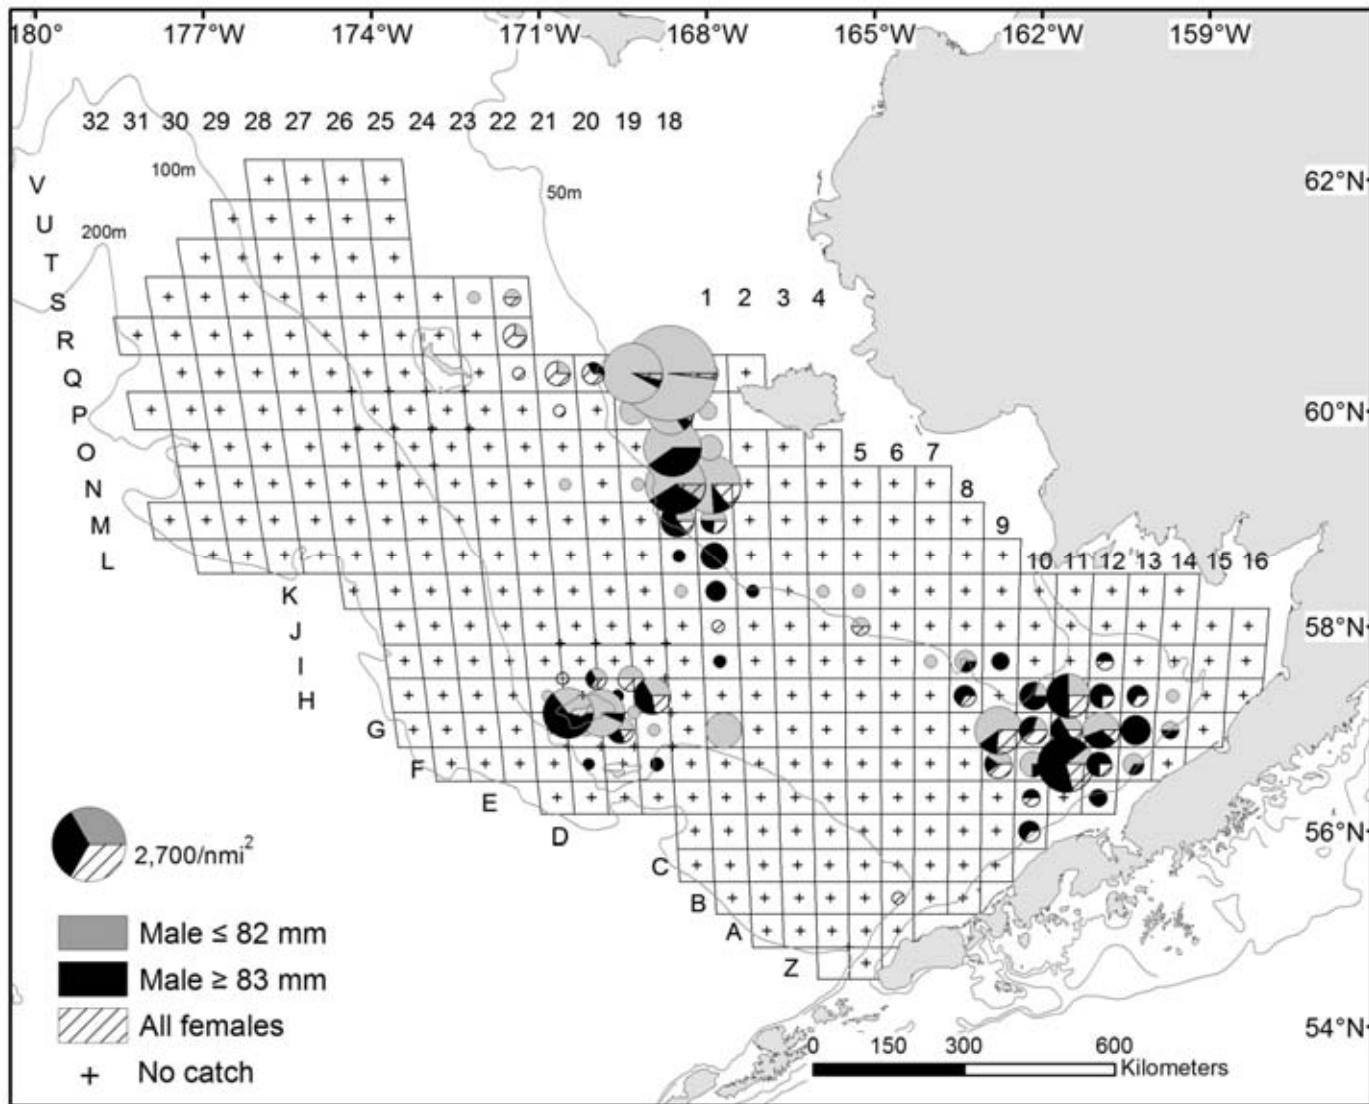 180° 177°W 174°W 171°W 168°W 165°W 162°W 159°W
32 31 30 29 28 27 26 25 24 23 22 21 20 19 18
100m
50m
62°N
V
U
200m
T
S
1 2 3 4
R
Q
P
60°N
O
5 6 7
N
8
M
9
L
10 11 12 13 14 15 16
K
J
58°N
I
H
G
F
E
D
56°N
2,700/nmi²
C
B
A
Male ≤ 82 mm
Z
Male ≥ 83 mm
All females
54°N
No catch
0 150 300 600
Kilometers